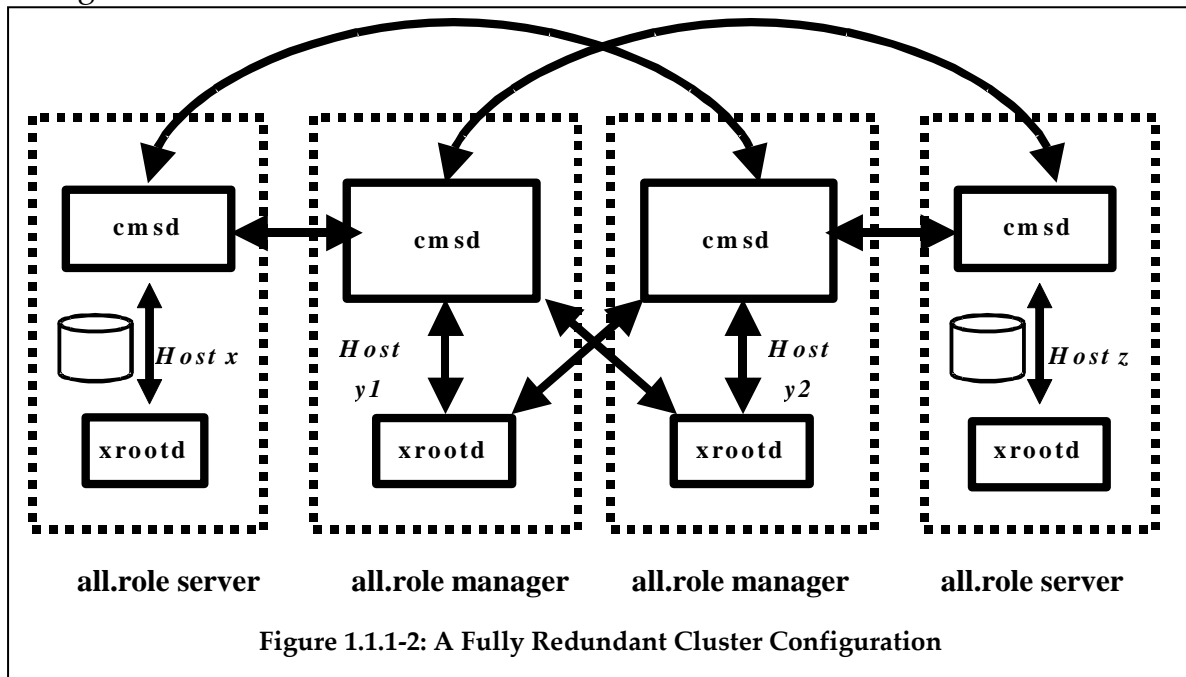 cmsd
cmsd
cmsd
cmsd
Host x
Host
y1
Host
y2
Host z
xrootd
xrootd
xrootd
xrootd
all.role server
all.role manager
all.role manager
all.role server
Figure 1.1.1-2: A Fully Redundant Cluster Configuration